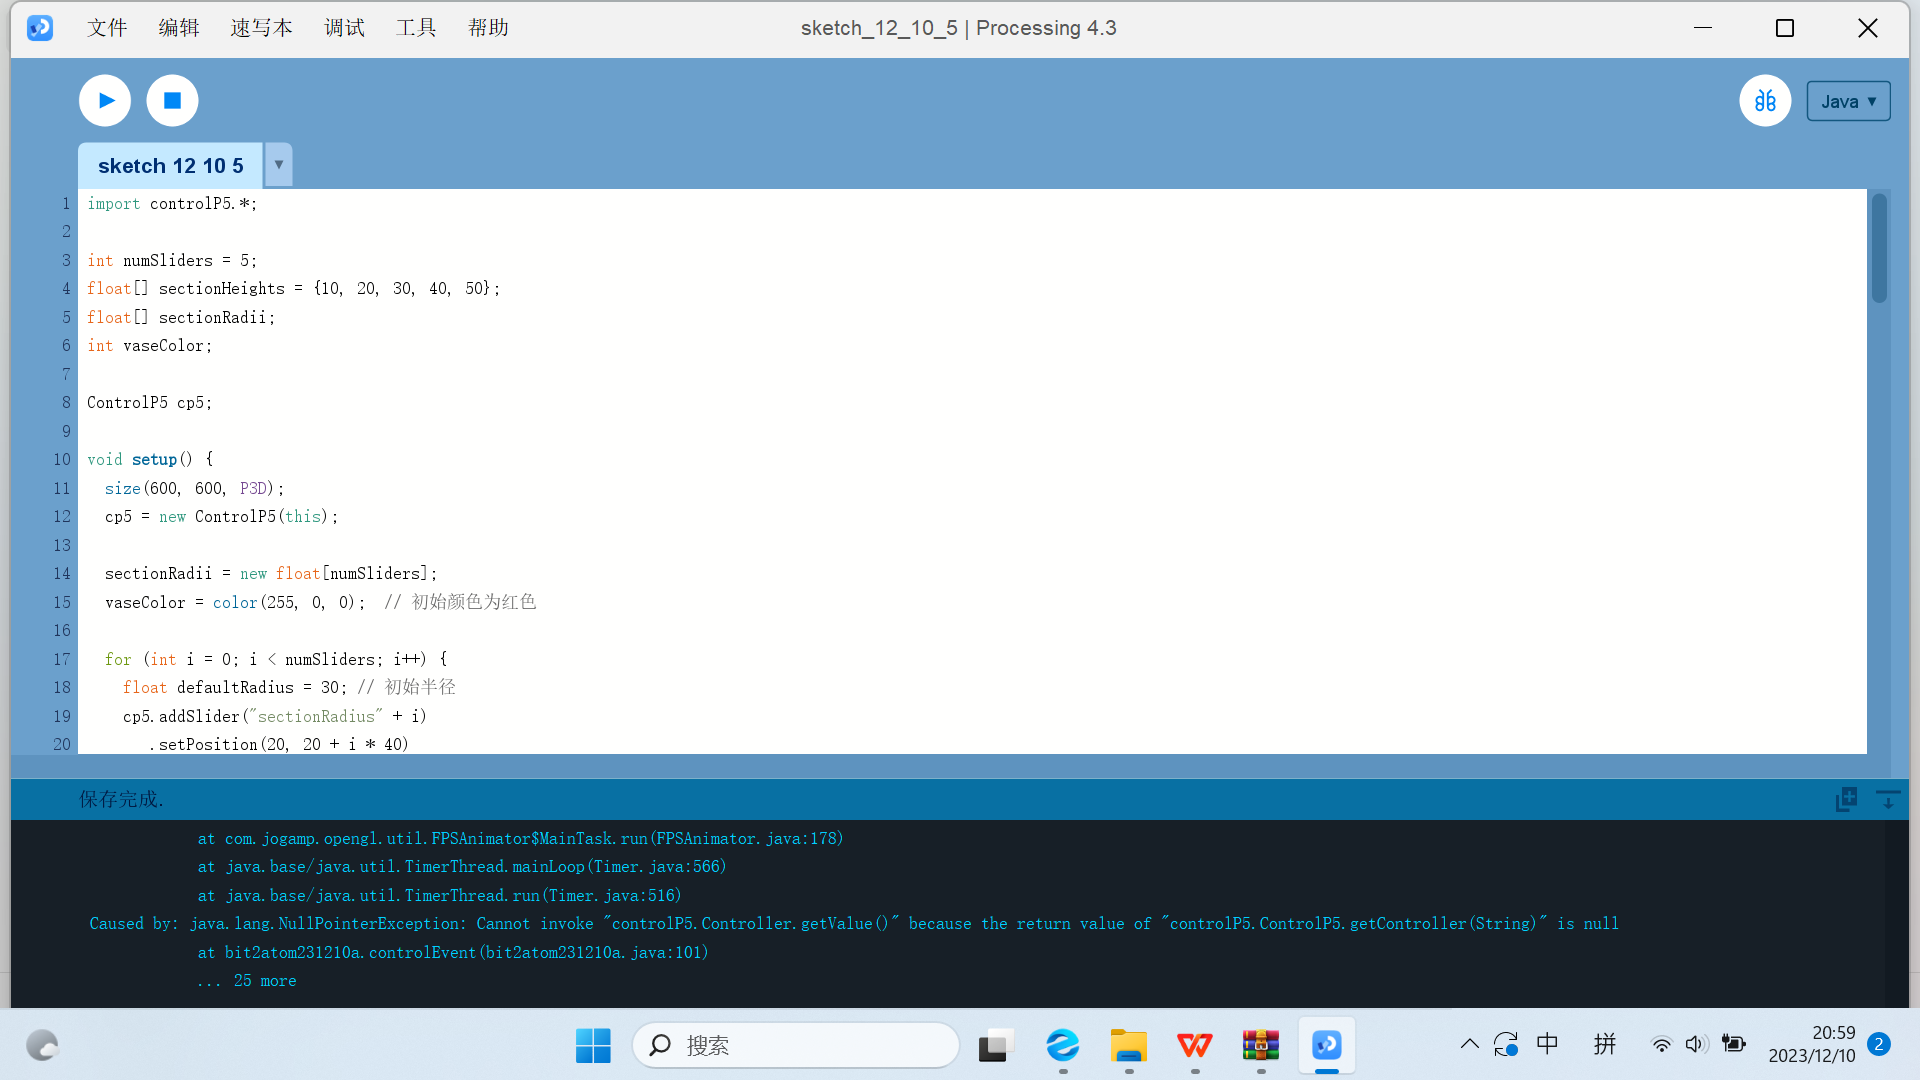 文件 编辑 速写本 调试 工具 帮助
sketch_12_10_5 | Processing 4.3
Java ▼
sketch 12 10 5 ▼
1 import controlP5.*;
2
3 int numSliders = 5;
4 float[] sectionHeights = {10, 20, 30, 40, 50};
5 float[] sectionRadii;
6 int vaseColor;
7
8 ControlP5 cp5;
9
10 void setup() {
11 size(600, 600, P3D);
12 cp5 = new ControlP5(this);
13
14 sectionRadii = new float[numSliders];
15 vaseColor = color(255, 0, 0); // 初始颜色为红色
16
17 for (int i = 0; i < numSliders; i++) {
18 float defaultRadius = 30; // 初始半径
19 cp5.addSlider("sectionRadius" + i)
20 .setPosition(20, 20 + i * 40)
保存完成.
at com.jogamp.opengl.util.FPSAnimator$MainTask.run(FPSAnimator.java:178)
at java.base/java.util.TimerThread.mainLoop(Timer.java:566)
at java.base/java.util.TimerThread.run(Timer.java:516)
Caused by: java.lang.NullPointerException: Cannot invoke "controlP5.Controller.getValue()" because the return value of "controlP5.ControlP5.getController(String)" is null
at bit2atom231210a.controlEvent(bit2atom231210a.java:101)
... 25 more
搜索
中 拼
20:59
2023/12/10
2